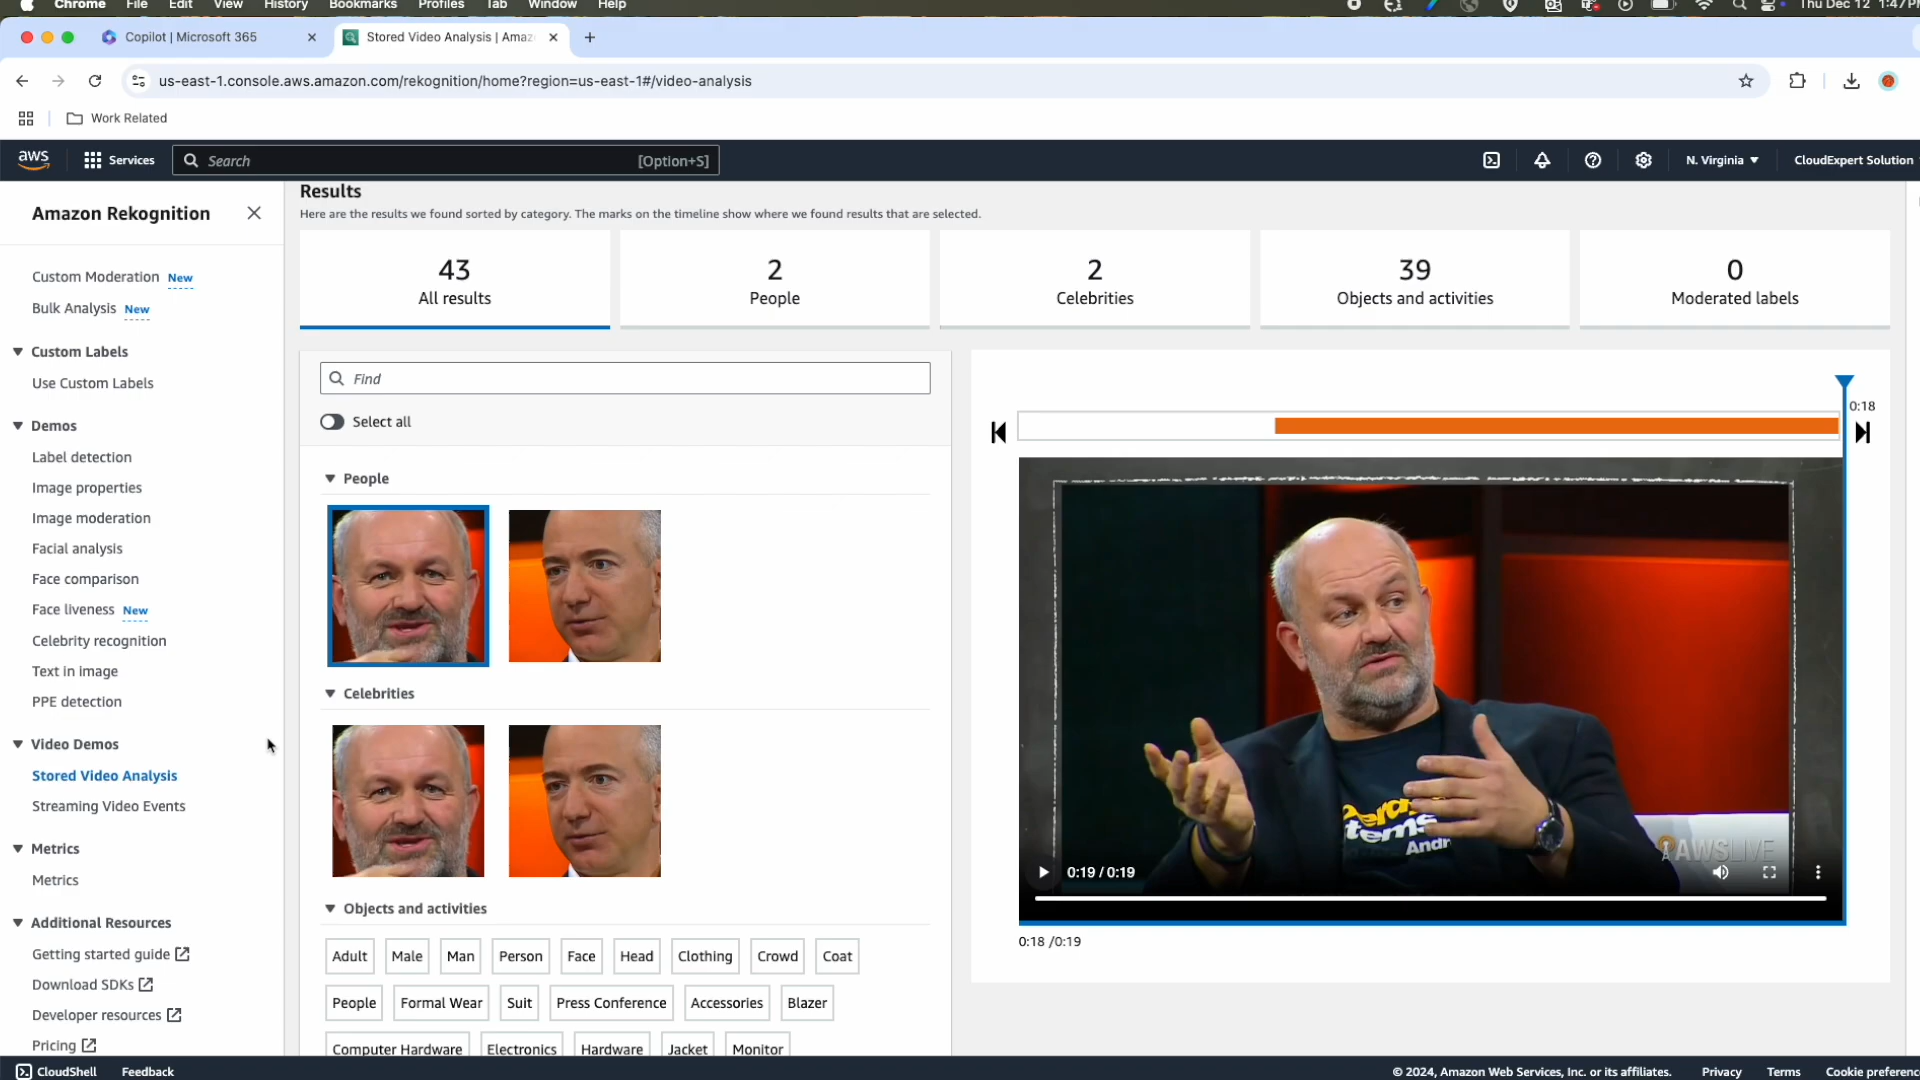 Chrome File Edit View History Bookmarks Profiles Tab Window Help Thu Dec 12 1:47
Copilot | Microsoft 365 Stored Video Analysis | Amaz
us-east-1.console.aws.amazon.com/rekognition/home?region=us-east-1#/video-analysis
Work Related
aws Services Search [Option+S] N. Virginia CloudExpert Solution
Amazon Rekognition
Custom Moderation New
Bulk Analysis New
Custom Labels
Use Custom Labels
Demos
Label detection
Image properties
Image moderation
Facial analysis
Face comparison
Face liveness New
Celebrity recognition
Text in image
PPE detection
Video Demos
Stored Video Analysis
Streaming Video Events
Metrics
Metrics
Additional Resources
Getting started guide
Download SDKs
Developer resources
Pricing
Results
Here are the results we found sorted by category. The marks on the timeline show where we found results that are selected.
43 2 2 39 0
All results People Celebrities Objects and activities Moderated labels
Find
Select all
People
Celebrities
Objects and activities
Adult Male Man Person Face Head Clothing Crowd Coat
People Formal Wear Suit Press Conference Accessories Blazer
Computer Hardware Electronics Hardware Jacket Monitor
0:18
tems
Andr
AWSLIVE
0:19 / 0:19
0:18 /0:19
CloudShell Feedback © 2024, Amazon Web Services, Inc. or its affiliates. Privacy Terms Cookie preferenc